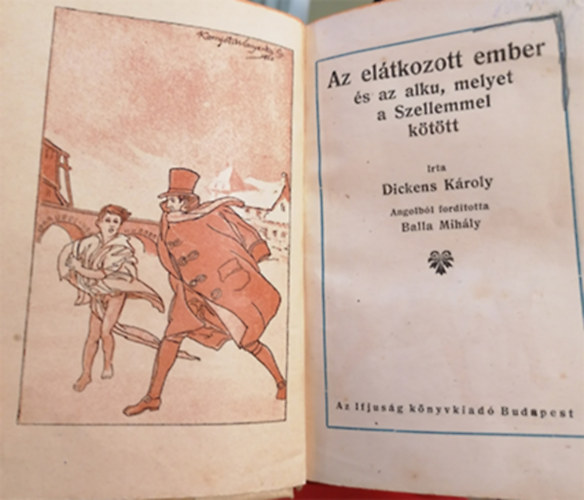 Az elátkozott ember
és az alku, melyet
a Szellemmel
kötött
Irta
Dickens Károly
Angolból fordította
Balla Mihály
Az Ifjuság könyvkiadó Budapest